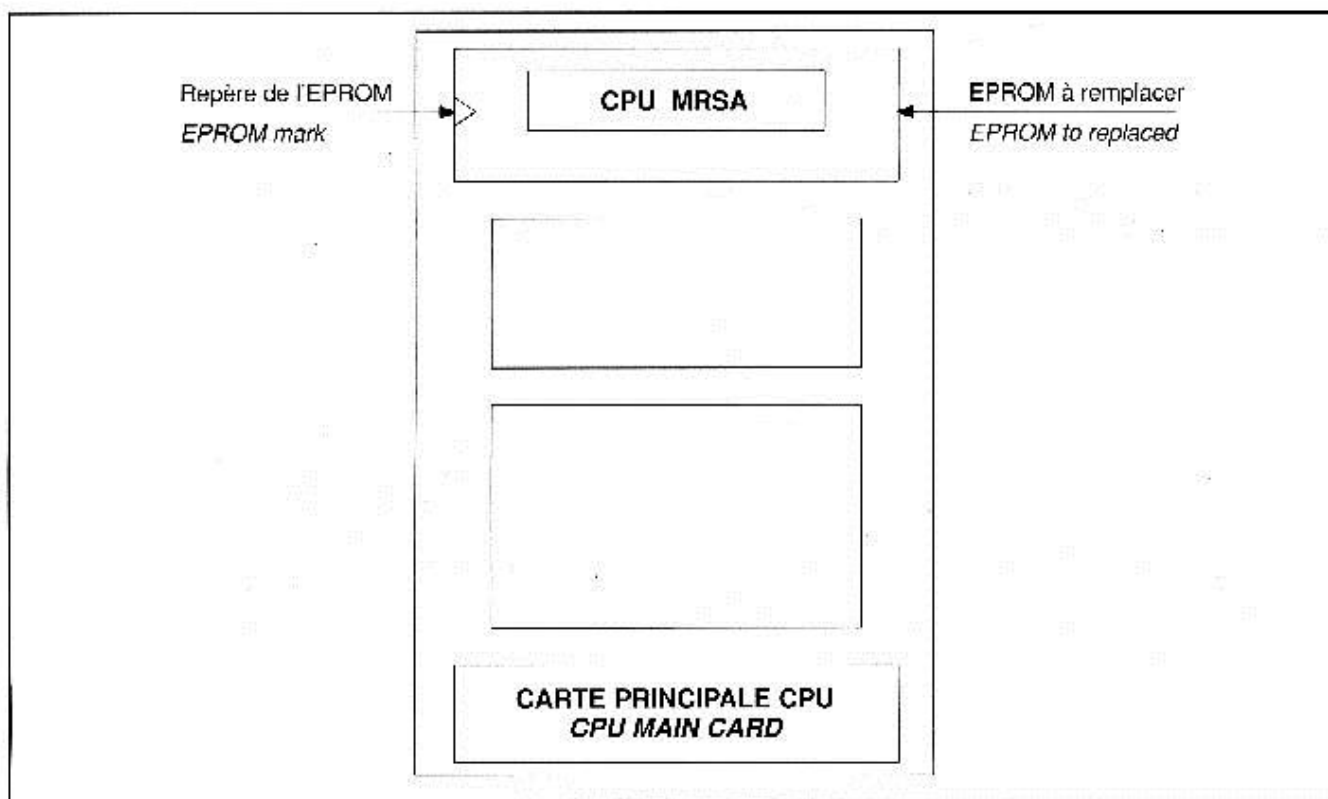 Repère de l'EPROM
EPROM mark
CPU MRSA
EPROM à remplacer
EPROM to replaced
CARTE PRINCIPALE CPU
CPU MAIN CARD